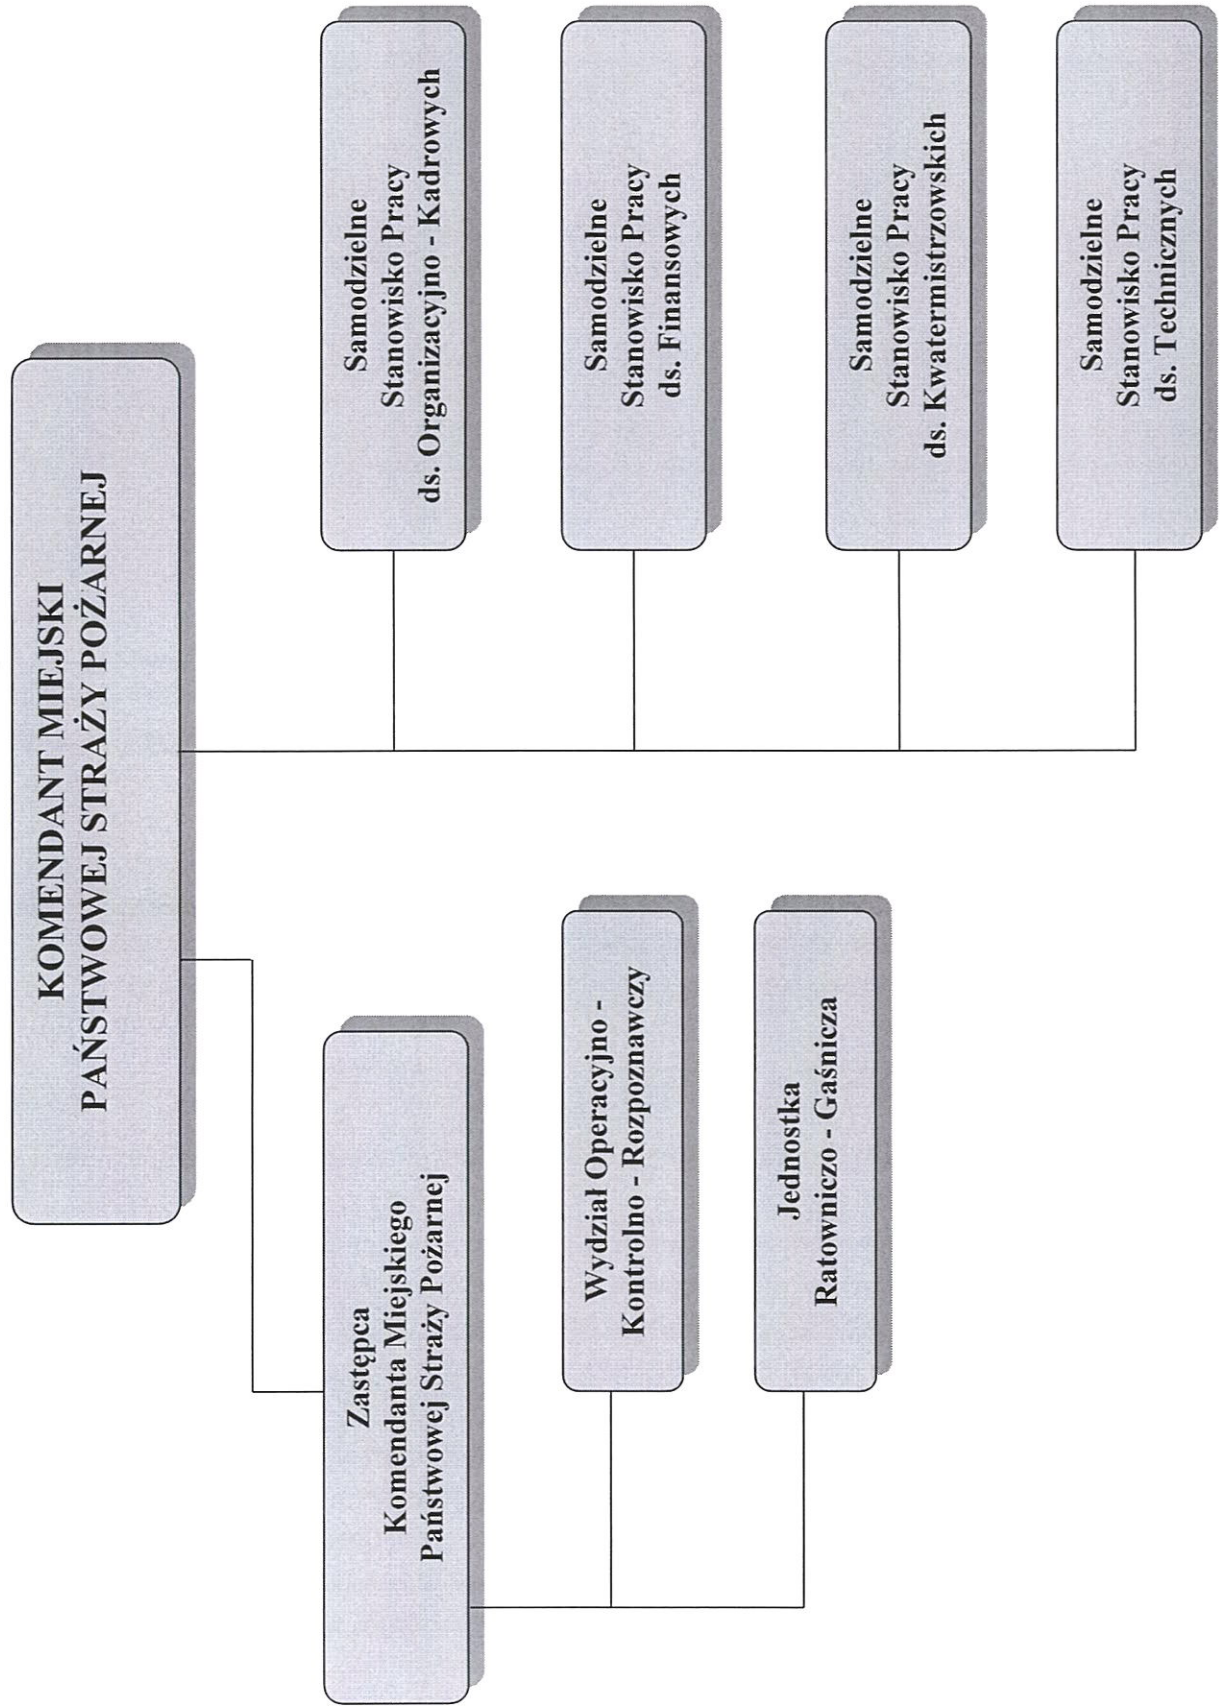 KOMENDANT MIEJSKI
PAŃSTWOWEJ STRAŻY POŻARNEJ
Zastępca
Komendanta Miejskiego
Państwowej Straży Pożarnej
Wydział Operacyjno -
Kontrolno - Rozpoznawczy
Jednostka
Ratowniczo - Gaśnicza
Samodzielne
Stanowisko Pracy
ds. Organizacyjno - Kadrowych
Samodzielne
Stanowisko Pracy
ds. Finansowych
Samodzielne
Stanowisko Pracy
ds. Kwatermistrzowskich
Samodzielne
Stanowisko Pracy
ds. Technicznych